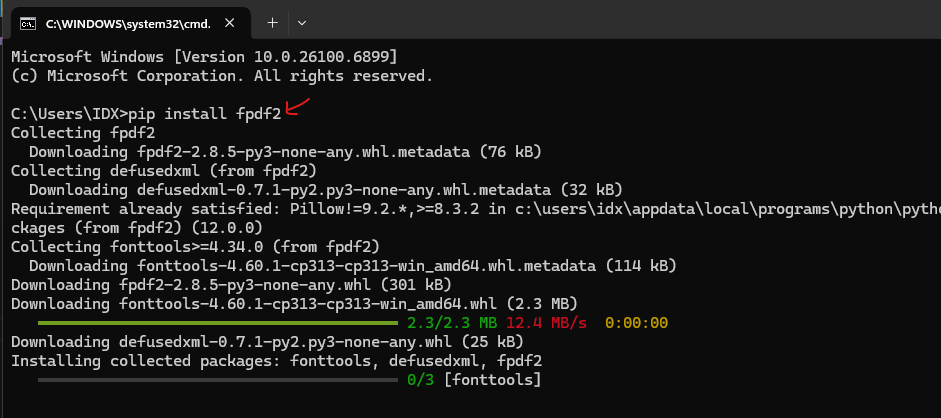 C:\WINDOWS\system32\cmd.
Microsoft Windows [Version 10.0.26100.6899]
(c) Microsoft Corporation. All rights reserved.
C:\Users\IDX>pip install fpdf2
Collecting fpdf2
  Downloading fpdf2-2.8.5-py3-none-any.whl.metadata (76 kB)
Collecting defusedxml (from fpdf2)
  Downloading defusedxml-0.7.1-py2.py3-none-any.whl.metadata (32 kB)
Requirement already satisfied: Pillow!=9.2.*,>=8.3.2 in c:\users\idx\appdata\local\programs\python\pytho
ckages (from fpdf2) (12.0.0)
Collecting fonttools>=4.34.0 (from fpdf2)
  Downloading fonttools-4.60.1-cp313-cp313-win_amd64.whl.metadata (114 kB)
Downloading fpdf2-2.8.5-py3-none-any.whl (301 kB)
Downloading fonttools-4.60.1-cp313-cp313-win_amd64.whl (2.3 MB)
2.3/2.3 MB 12.4 MB/s 0:00:00
Downloading defusedxml-0.7.1-py2.py3-none-any.whl (25 kB)
Installing collected packages: fonttools, defusedxml, fpdf2
0/3 [fonttools]